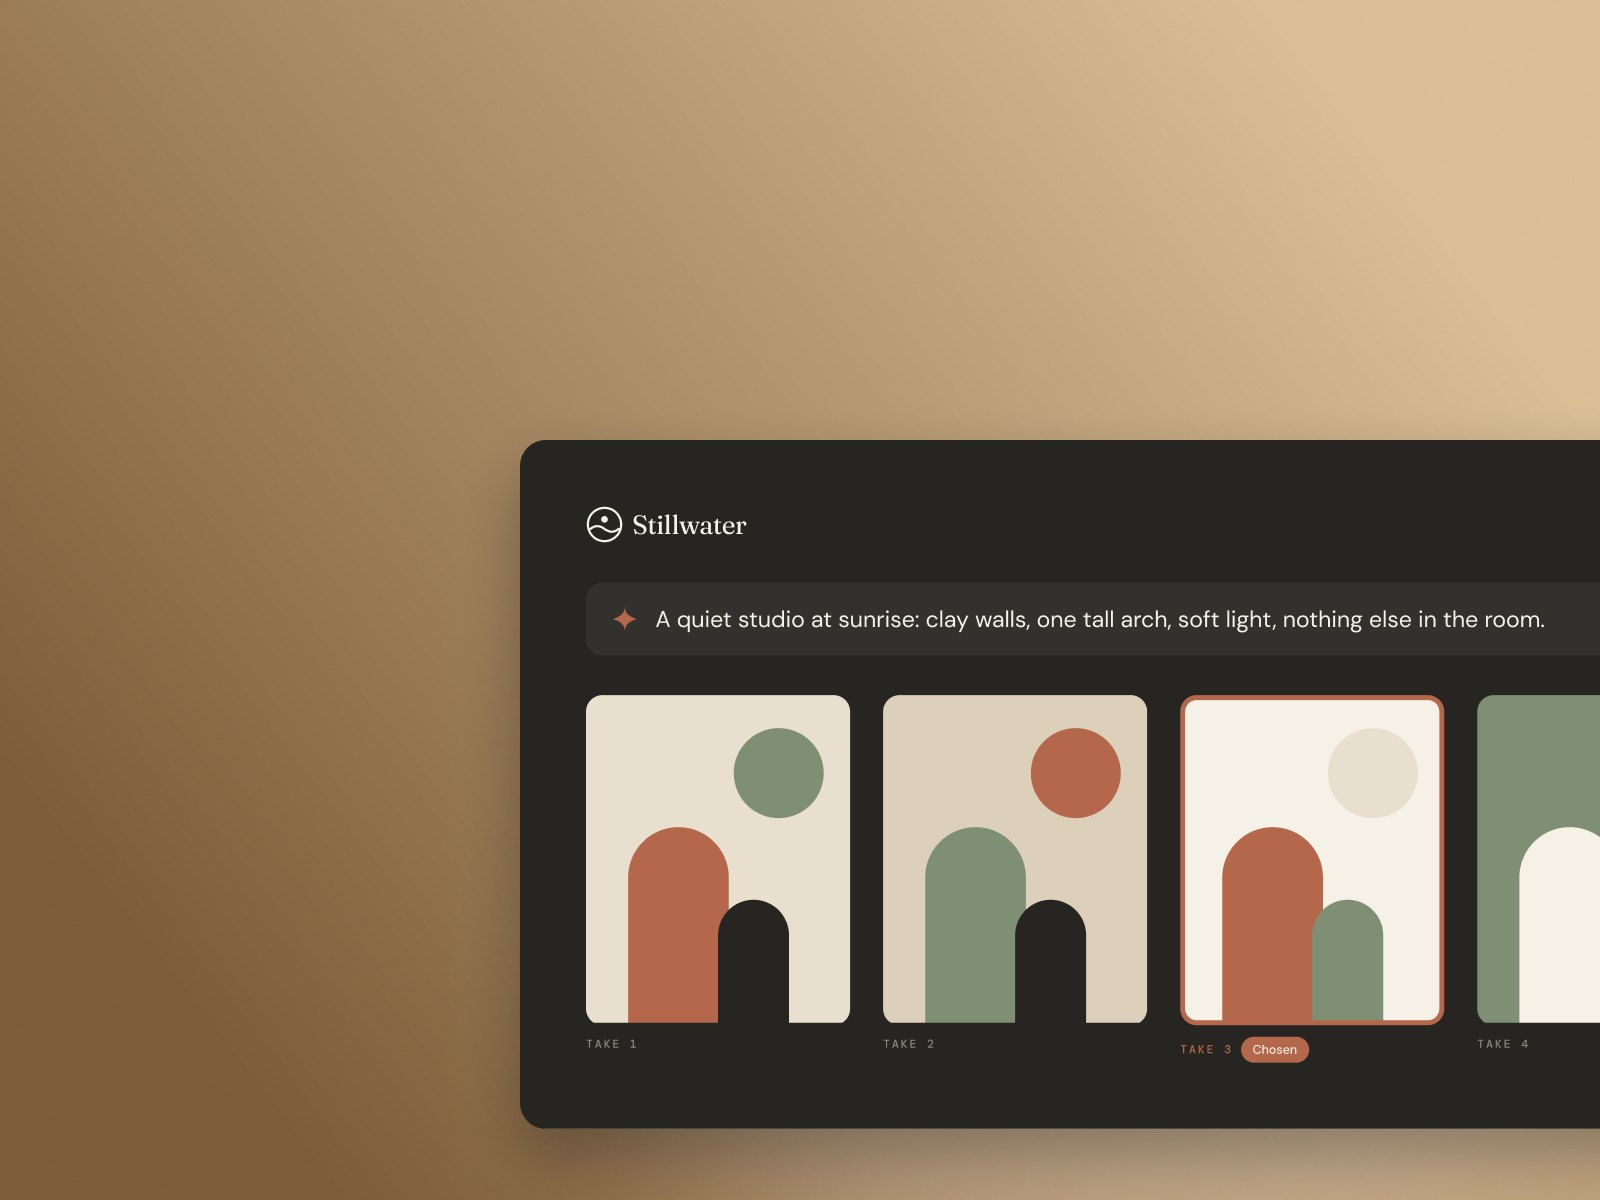 Stillwater
A quiet studio at sunrise: clay walls, one tall arch, soft light, nothing else in the room.
TAKE 1
TAKE 2
TAKE 3 Chosen
TAKE 4